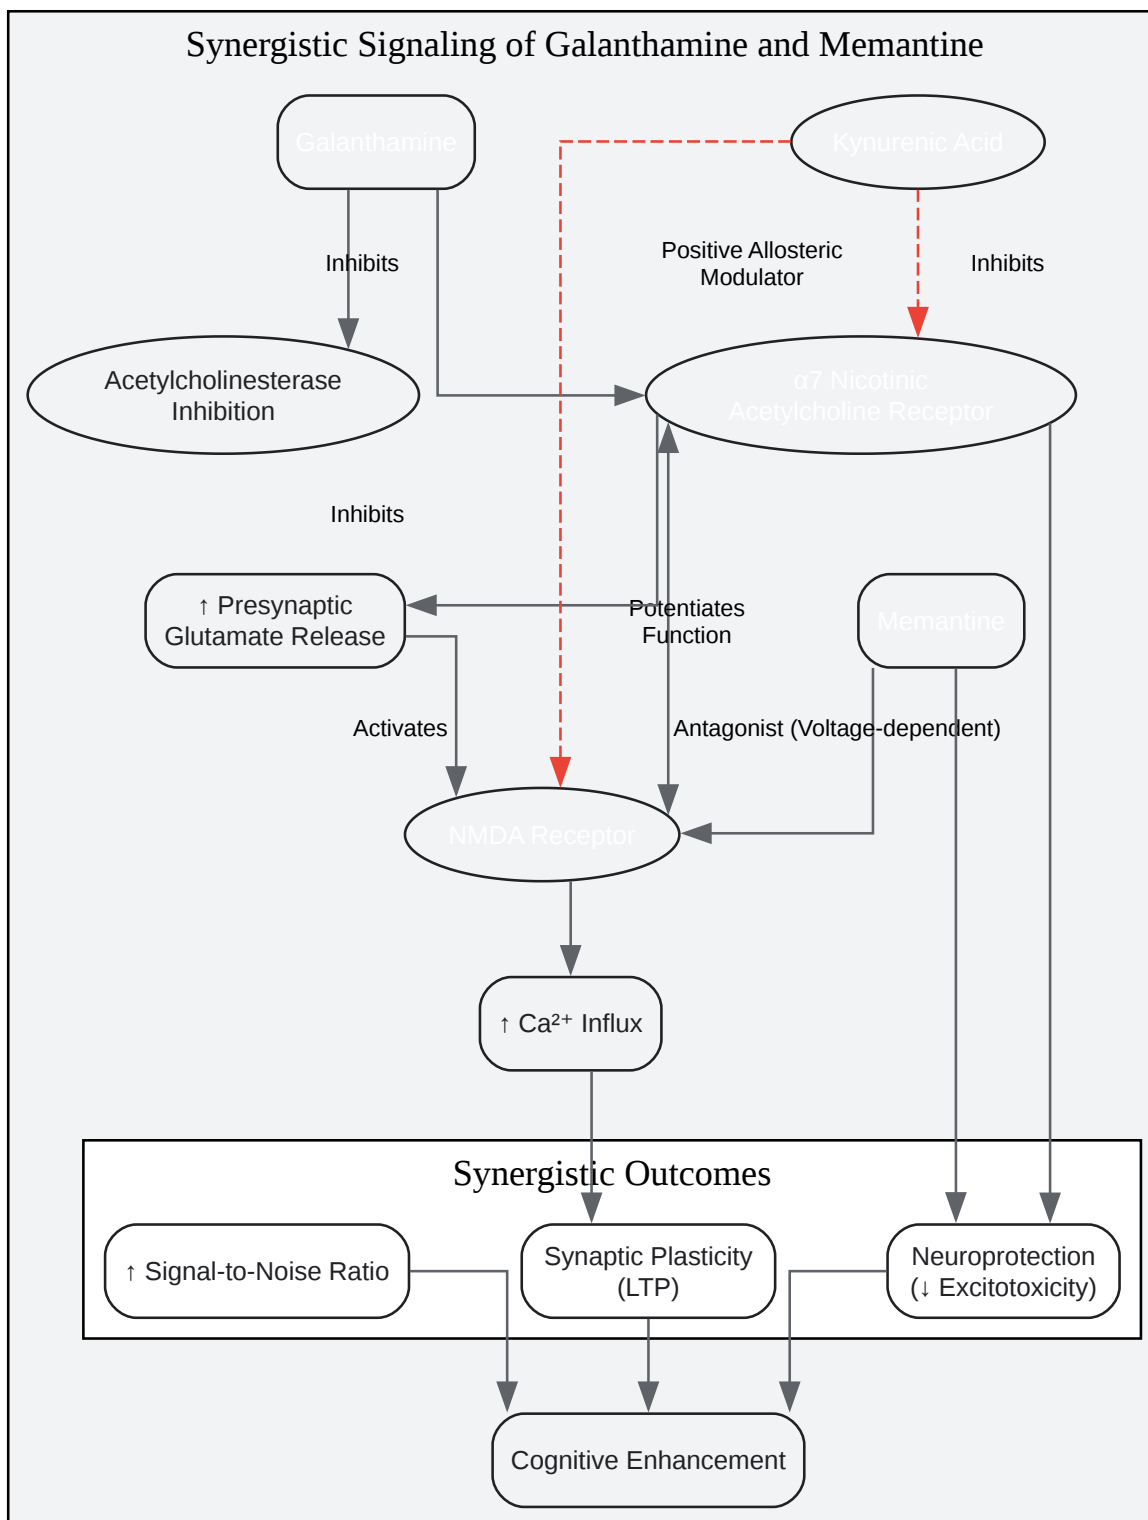 Synergistic Signaling of Galanthamine and Memantine
Galanthamine
Kynurenic Acid
Inhibits
Positive Allosteric
Modulator
Inhibits
Acetylcholinesterase
Inhibition
α7 Nicotinic
Acetylcholine Receptor
Inhibits
↑ Presynaptic
Glutamate Release
Potentiates
Function
Memantine
Activates
Antagonist (Voltage-dependent)
NMDA Receptor
↑ Ca²⁺ Influx
Synergistic Outcomes
↑ Signal-to-Noise Ratio
Synaptic Plasticity
(LTP)
Neuroprotection
(↓ Excitotoxicity)
Cognitive Enhancement